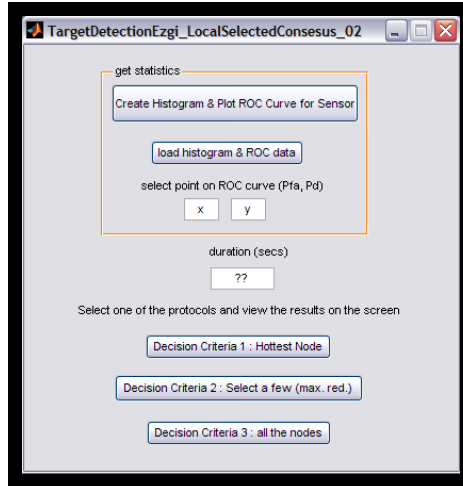 TargetDetectionEzgi_LocalSelectedConsesus_02
get statistics
Create Histogram & Plot ROC Curve for Sensor
load histogram & ROC data
select point on ROC curve (Pfa, Pd)
x y
duration (secs)
??
Select one of the protocols and view the results on the screen
Decision Criteria 1 : Hottest Node
Decision Criteria 2 : Select a few (max. red.)
Decision Criteria 3 : all the nodes